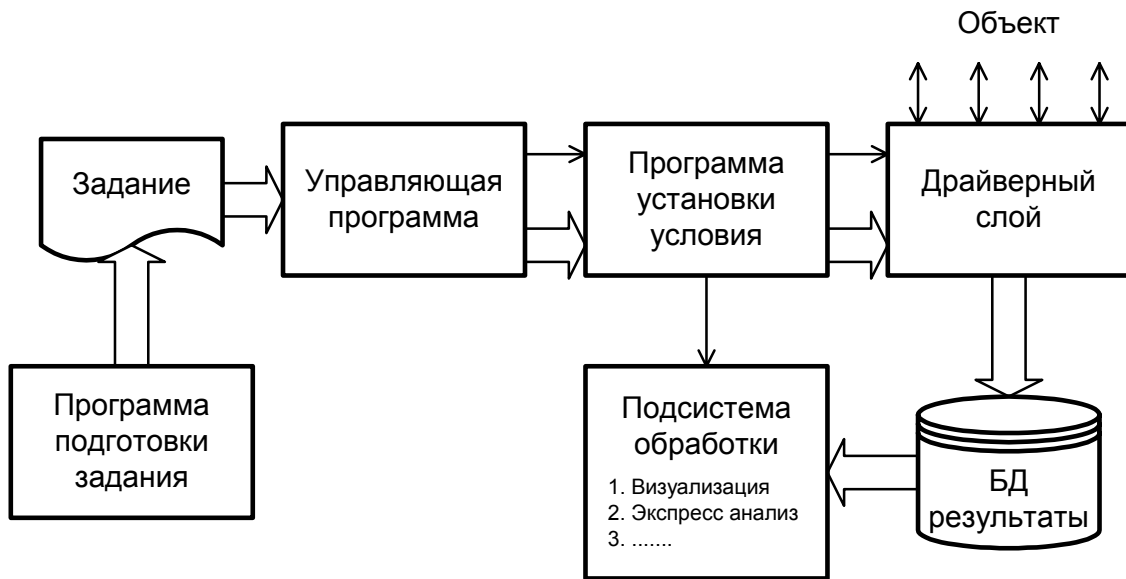 Объект
Задание
Управляющая
программа
Программа
установки
условия
Драйверный
слой
Программа
подготовки
задания
Подсистема
обработки
1. Визуализация
2. Экспресс анализ
3. .......
БД
результаты